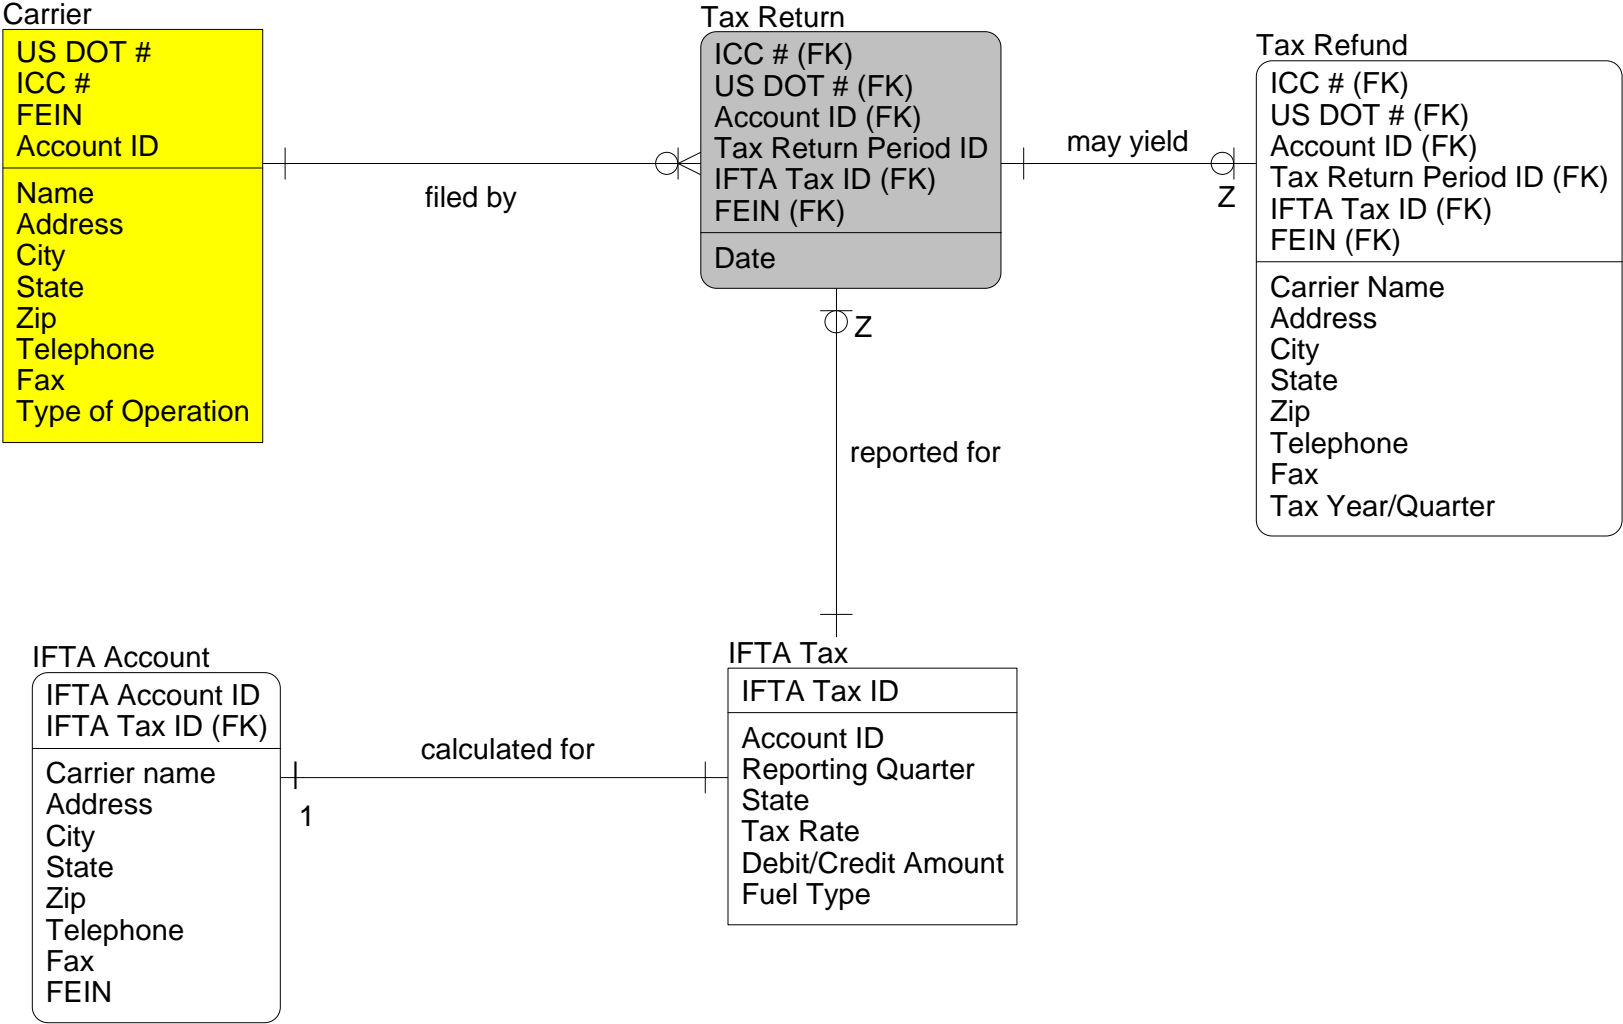 Carrier
US DOT #
ICC #
FEIN
Account ID
Name
Address
City
State
Zip
Telephone
Fax
Type of Operation
filed by
Tax Return
ICC # (FK)
US DOT # (FK)
Account ID (FK)
Tax Return Period ID
IFTA Tax ID (FK)
FEIN (FK)
Date
Z
may yield
Z
Tax Refund
ICC # (FK)
US DOT # (FK)
Account ID (FK)
Tax Return Period ID (FK)
IFTA Tax ID (FK)
FEIN (FK)
Carrier Name
Address
City
State
Zip
Telephone
Fax
Tax Year/Quarter
reported for
IFTA Account
IFTA Account ID
IFTA Tax ID (FK)
Carrier name
Address
City
State
Zip
Telephone
Fax
FEIN
calculated for
1
IFTA Tax
IFTA Tax ID
Account ID
Reporting Quarter
State
Tax Rate
Debit/Credit Amount
Fuel Type